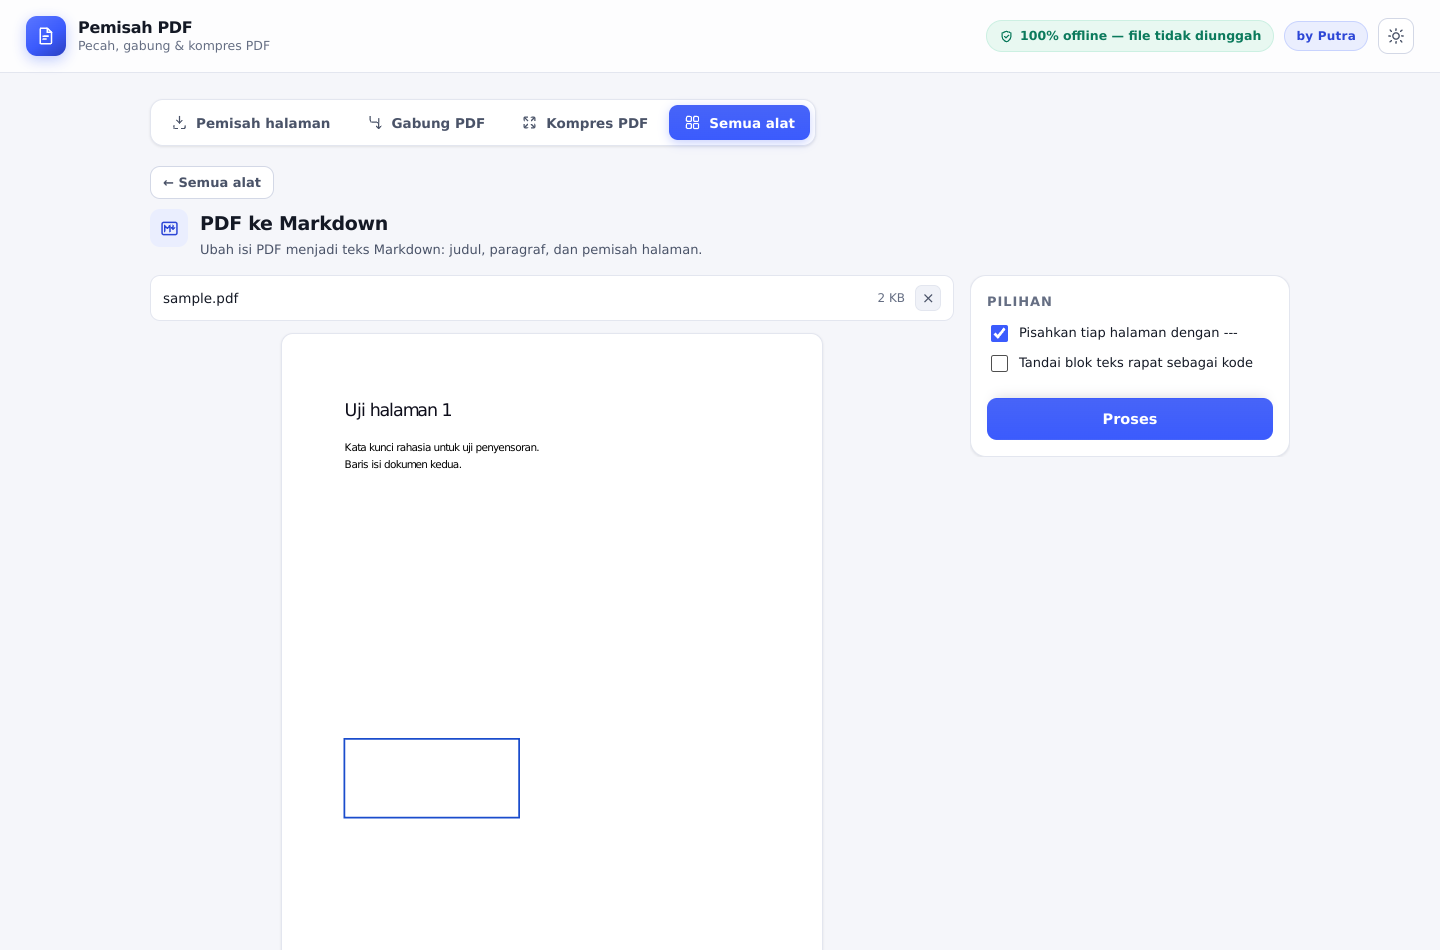 Pemisah PDF
Pecah, gabung & kompres PDF
100% offline — file tidak diunggah
by Putra
Pemisah halaman
Gabung PDF
Kompres PDF
Semua alat
← Semua alat
M
PDF ke Markdown
Ubah isi PDF menjadi teks Markdown: judul, paragraf, dan pemisah halaman.
sample.pdf
2 KB
×
PILIHAN
Pisahkan tiap halaman dengan ---
Tandai blok teks rapat sebagai kode
Proses
Uji halaman 1
Kata kunci rahasia untuk uji penyensoran.
Baris isi dokumen kedua.